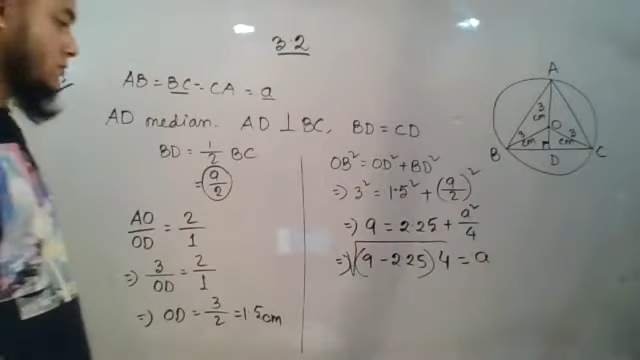 3.2
AB = BC = CA = a
AD median. AD ⊥ BC, BD = CD
BD = 1/2 BC
= a/2
AO/OD = 2/1
⇒ 3/OD = 2/1
⇒ OD = 3/2 = 1.5cm
OB² = OD² + BD²
⇒ 3² = 1.5² + (a/2)²
⇒ 9 = 2.25 + a²/4
⇒ √(9 - 2.25) 4 = a
A
3 cm
O
3 cm
3 cm
B
D
C